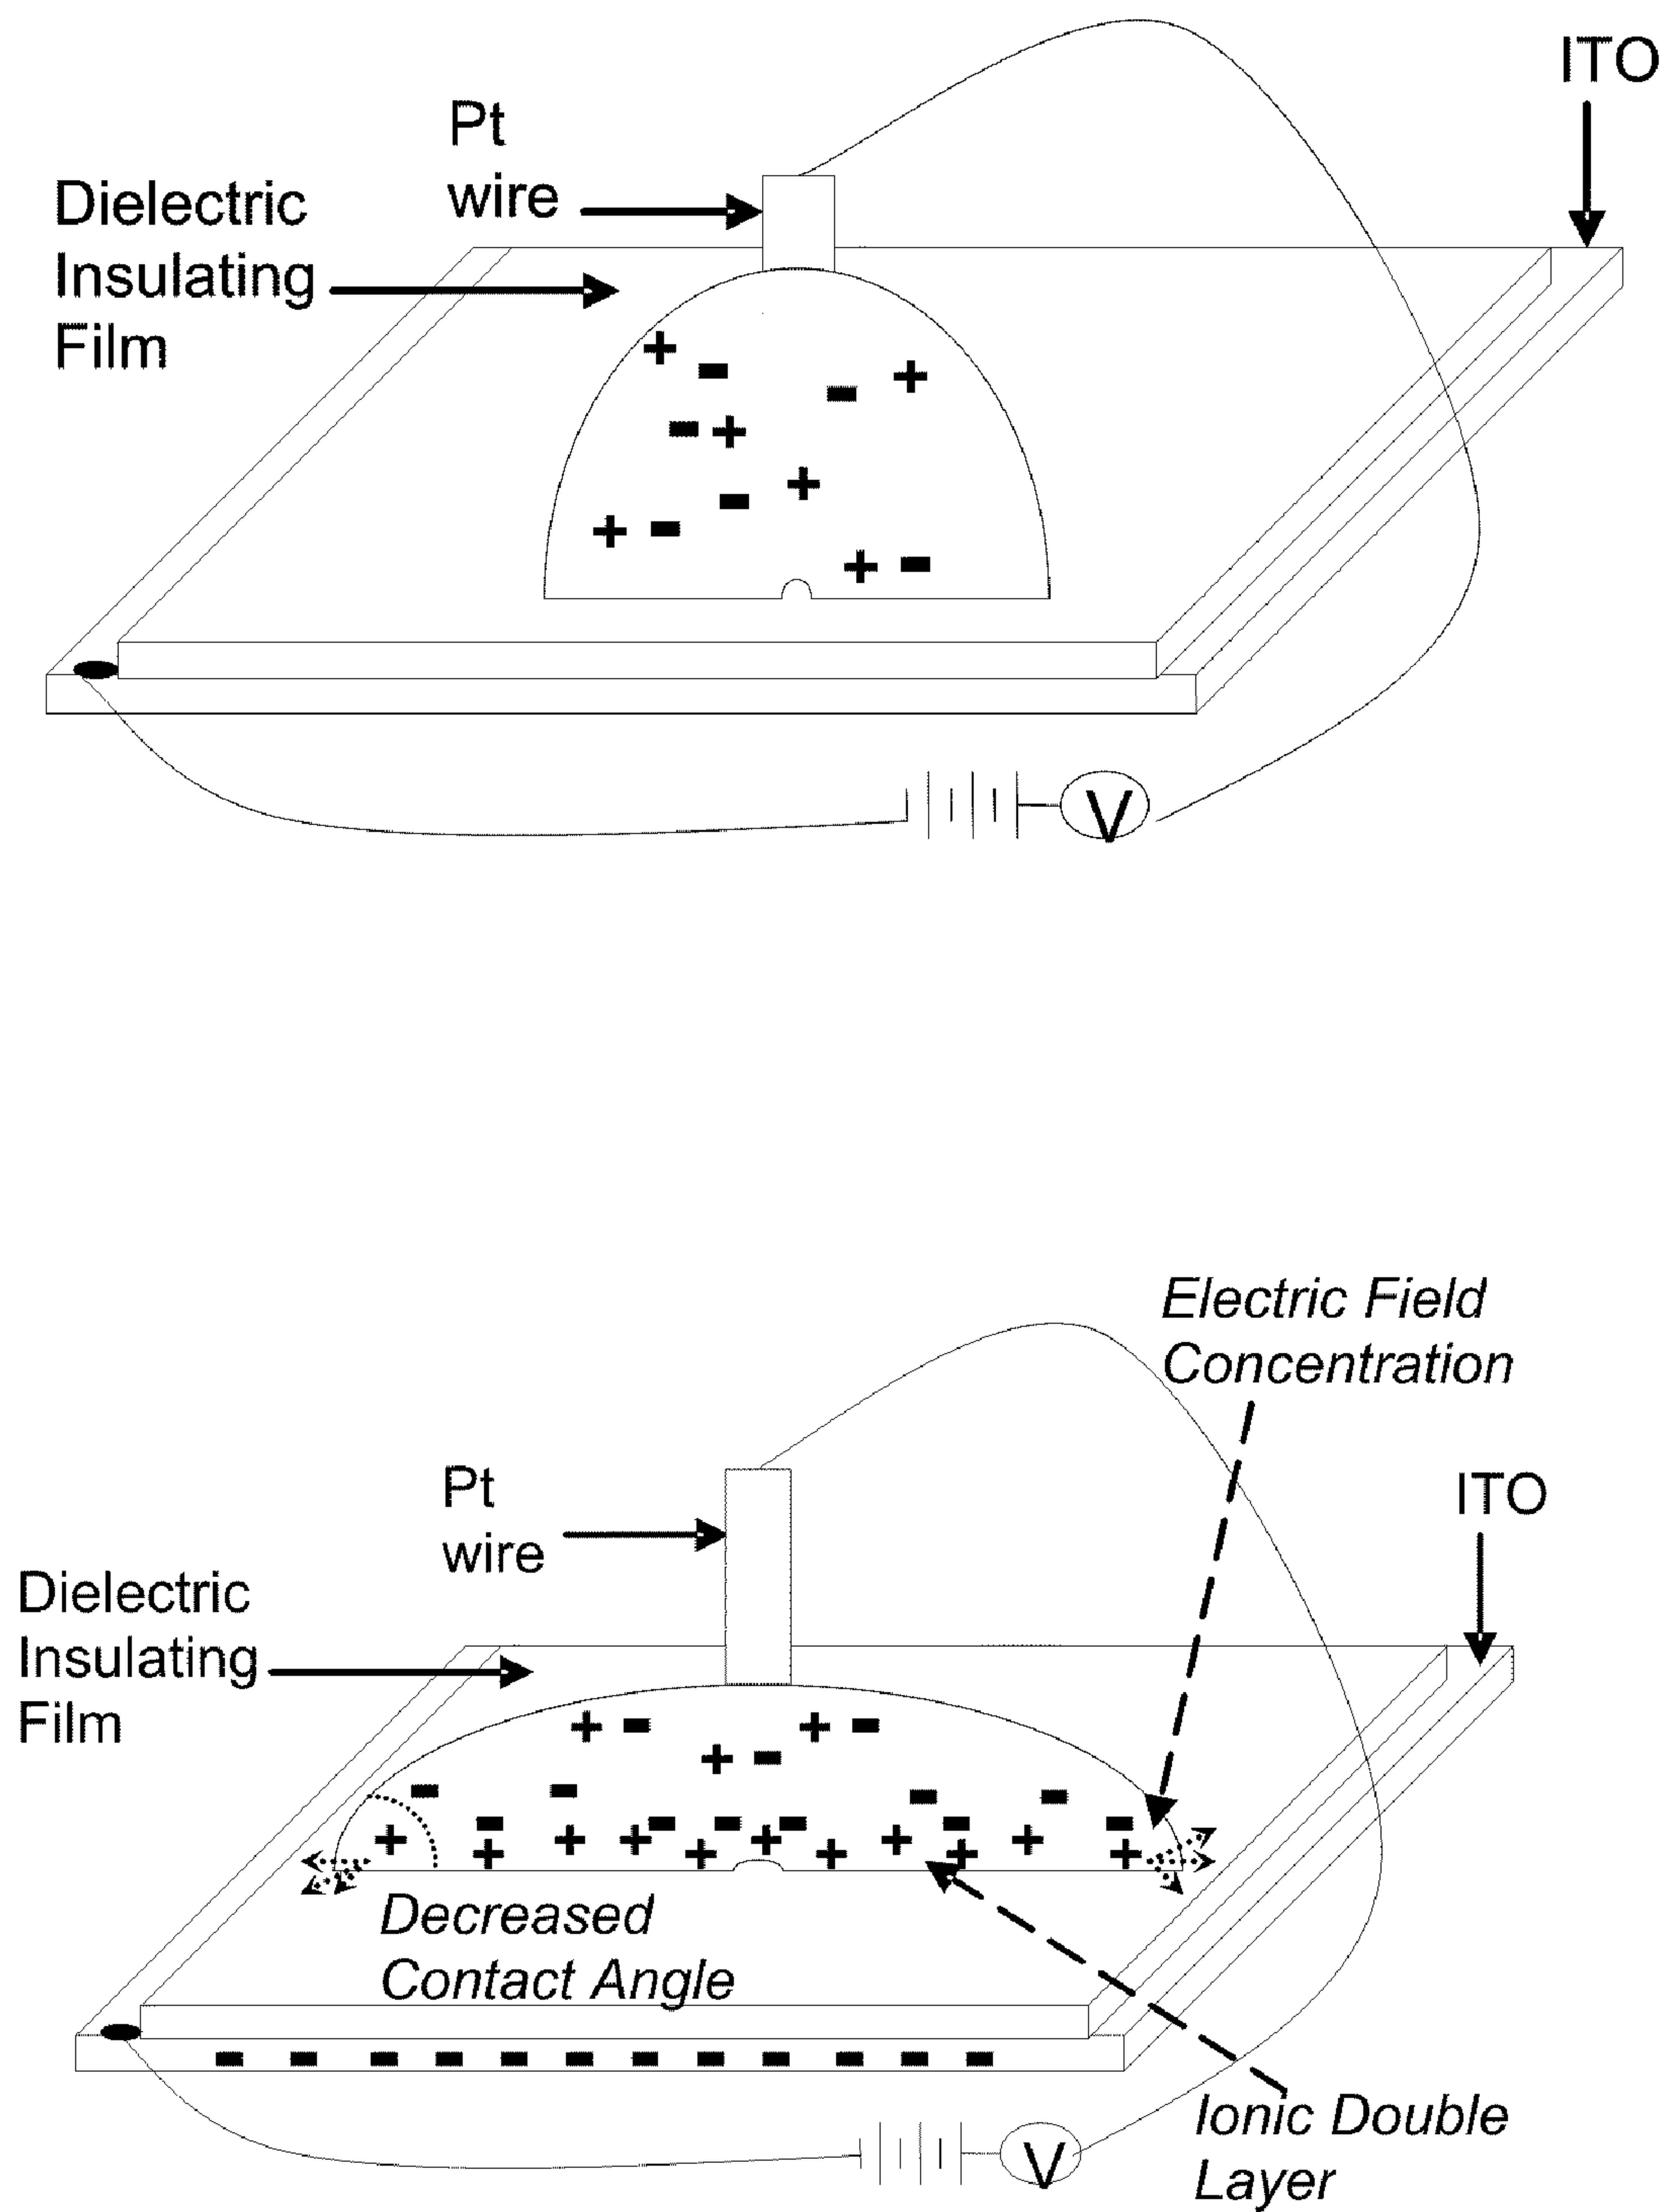 ITO
Pt
wire
Dielectric
Insulating
Film
V
Electric Field
Concentration
Pt
wire
ITO
Dielectric
Insulating
Film
Decreased
Contact Angle
V
Ionic Double
Layer